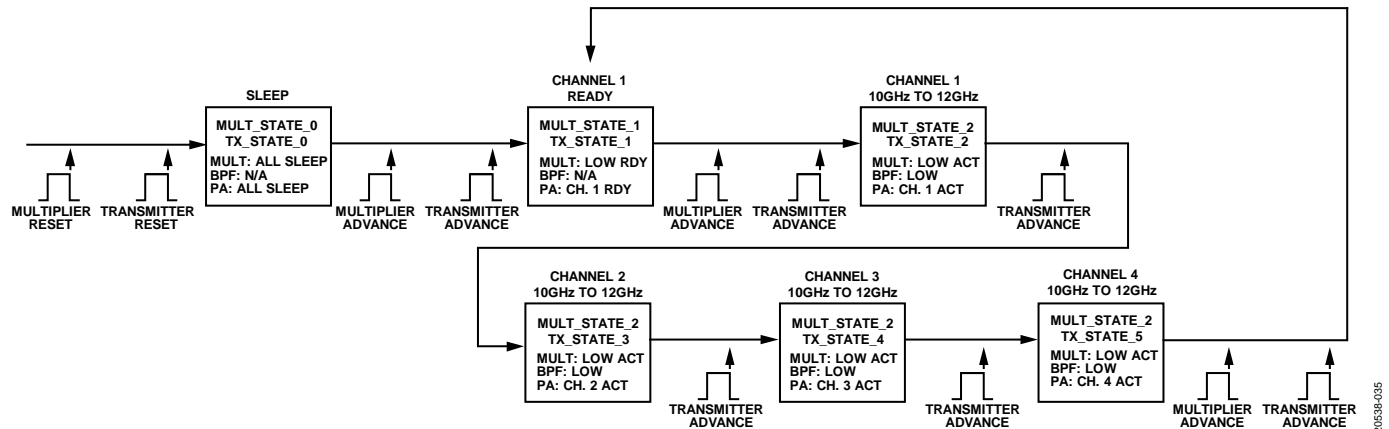 SLEEP
MULT_STATE_0
TX_STATE_0
MULT: ALL SLEEP
BPF: N/A
PA: ALL SLEEP
CHANNEL 1
READY
MULT_STATE_1
TX_STATE_1
MULT: LOW RDY
BPF: N/A
PA: CH. 1 RDY
CHANNEL 1
10GHz TO 12GHz
MULT_STATE_2
TX_STATE_2
MULT: LOW ACT
BPF: LOW
PA: CH. 1 ACT
MULTIPLIER
RESET
TRANSMITTER
RESET
MULTIPLIER
ADVANCE
TRANSMITTER
ADVANCE
MULTIPLIER
ADVANCE
TRANSMITTER
ADVANCE
TRANSMITTER
ADVANCE
CHANNEL 2
10GHz TO 12GHz
MULT_STATE_2
TX_STATE_3
MULT: LOW ACT
BPF: LOW
PA: CH. 2 ACT
CHANNEL 3
10GHz TO 12GHz
MULT_STATE_2
TX_STATE_4
MULT: LOW ACT
BPF: LOW
PA: CH. 3 ACT
CHANNEL 4
10GHz TO 12GHz
MULT_STATE_2
TX_STATE_5
MULT: LOW ACT
BPF: LOW
PA: CH. 4 ACT
TRANSMITTER
ADVANCE
TRANSMITTER
ADVANCE
MULTIPLIER
ADVANCE
TRANSMITTER
ADVANCE
20538-035